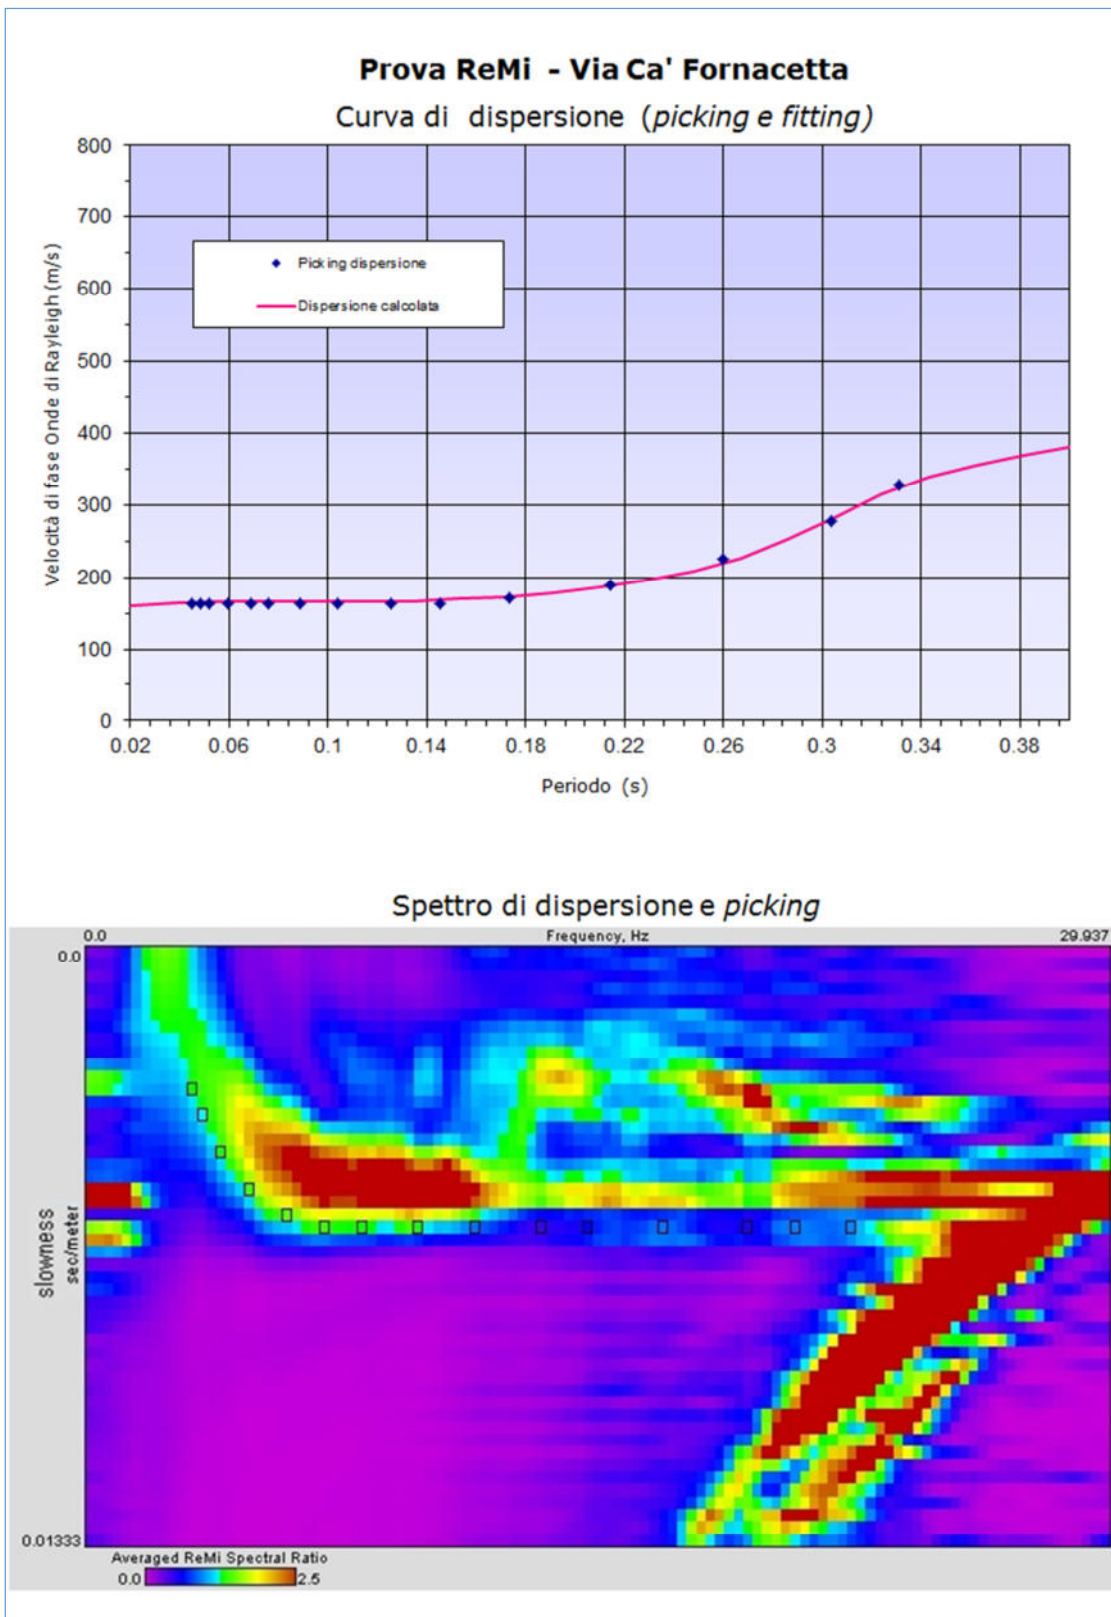 Prova ReMi - Via Ca' Fornacetta
Curva di dispersione (picking e fitting)
800
700
600
500
400
300
200
100
0
Velocità di fase Onde di Rayleigh (m/s)
Picking dispersione
Dispersione calcolata
0.02 0.06 0.1 0.14 0.18 0.22 0.26 0.3 0.34 0.38
Periodo (s)
Spettro di dispersione e picking
0.0 Frequency, Hz 29.937
0.0
slowness
sec/meter
0.01333
Averaged ReMi Spectral Ratio
0.0 2.5